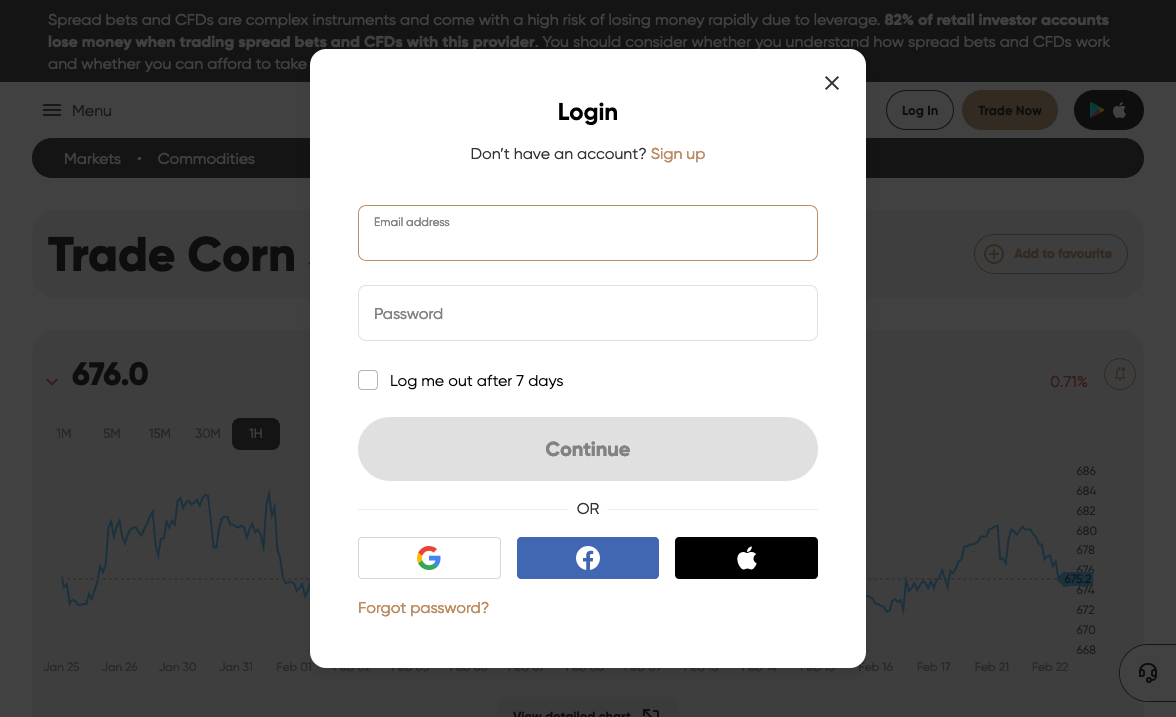 Spread bets and CFDs are complex instruments and come with a high risk of losing money rapidly due to leverage. 82% of retail investor accounts
lose money when trading spread bets and CFDs with this provider. You should consider whether you understand how spread bets and CFDs work
and whether you can afford to take
Menu
Log In
Trade Now
Markets • Commodities
Login
Don't have an account? Sign up
Email address
Password
Log me out after 7 days
Continue
OR
Forgot password?
Trade Corn
Add to favourite
676.0
0.71%
1M 5M 15M 30M 1H
686
684
682
680
678
676
675.2
674
672
670
668
Jan 25 Jan 26 Jan 30 Jan 31 Feb 01 Feb 16 Feb 17 Feb 21 Feb 22
View detailed chart